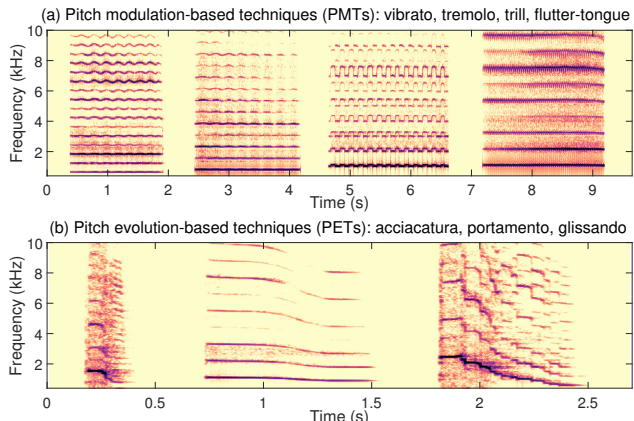 (a) Pitch modulation-based techniques (PMTs): vibrato, tremolo, trill, flutter-tongue
10
8
6
4
2
Frequency (kHz)
0 1 2 3 4 5 6 7 8 9
Time (s)
(b) Pitch evolution-based techniques (PETs): acciacatura, portamento, glissando
10
8
6
4
2
Frequency (kHz)
0 0.5 1 1.5 2 2.5
Time (s)